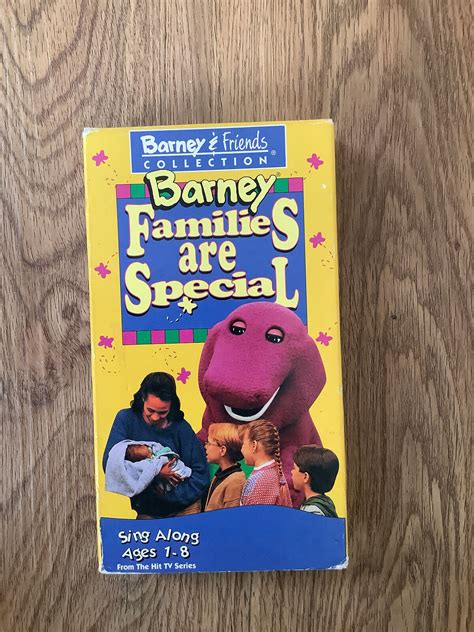 Barney & Friends
COLLECTION®
Barney®
Families
are
Special
Sing Along
Ages 1-8
From The Hit TV Series